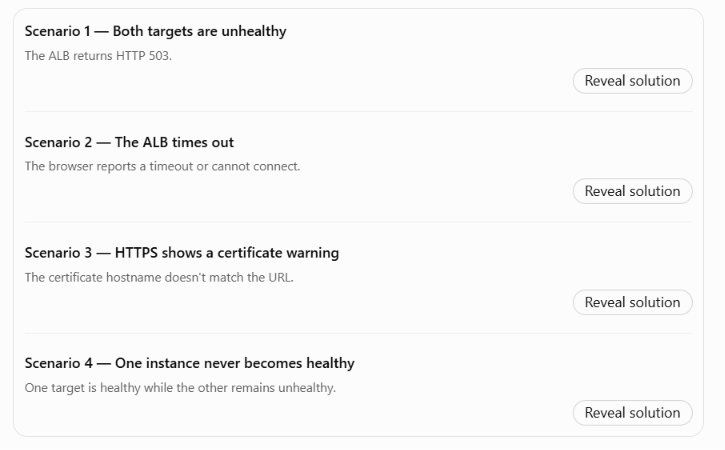 Scenario 1 — Both targets are unhealthy
The ALB returns HTTP 503.
Reveal solution
Scenario 2 — The ALB times out
The browser reports a timeout or cannot connect.
Reveal solution
Scenario 3 — HTTPS shows a certificate warning
The certificate hostname doesn't match the URL.
Reveal solution
Scenario 4 — One instance never becomes healthy
One target is healthy while the other remains unhealthy.
Reveal solution